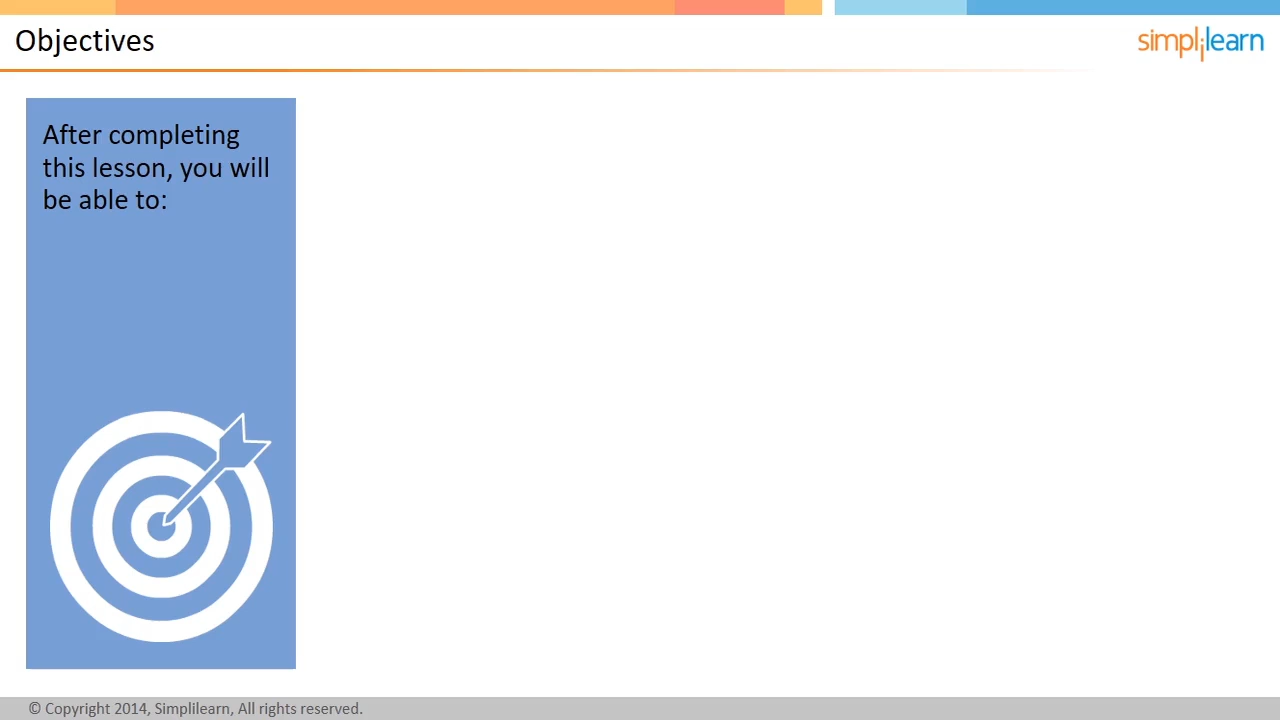 Objectives
simplilearn
After completing
this lesson, you will
be able to:
© Copyright 2014, Simplilearn, All rights reserved.